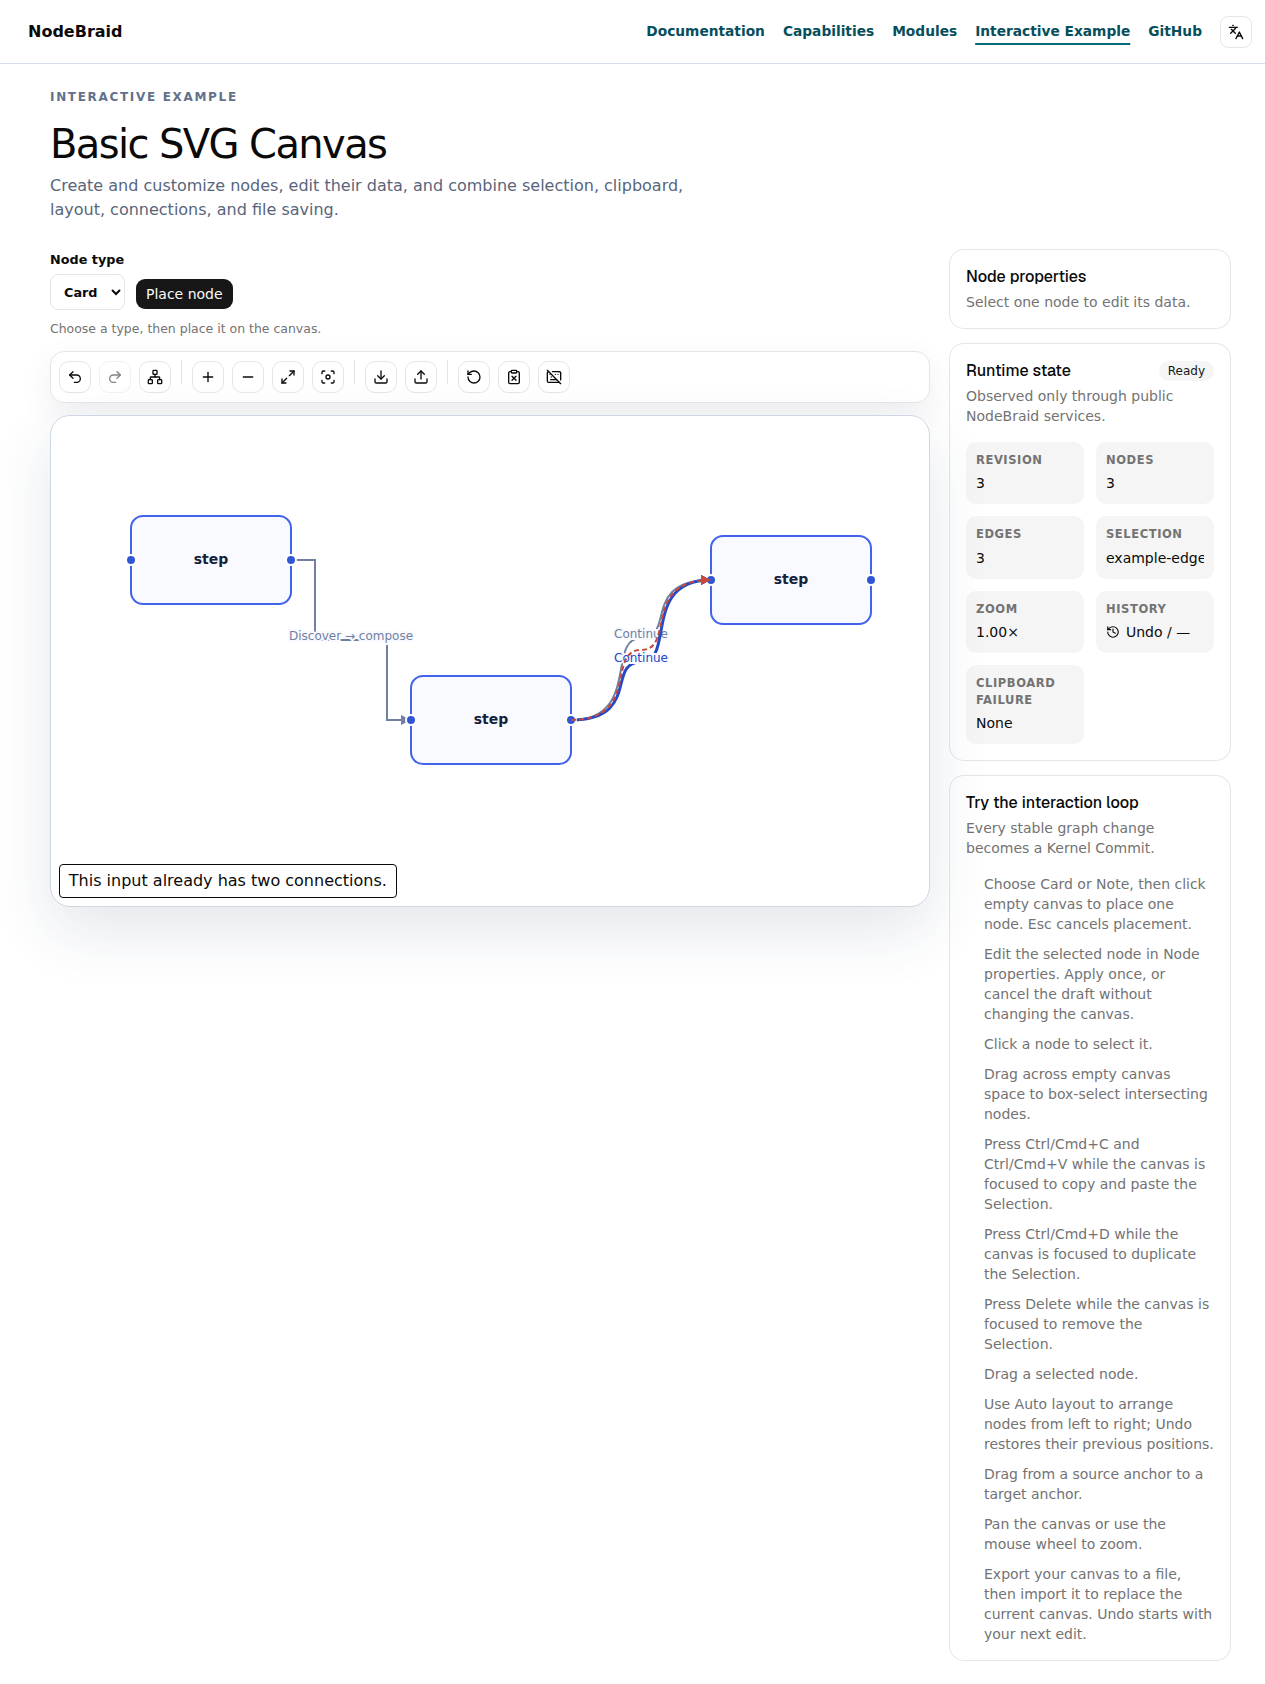 NodeBraid
Documentation
Capabilities
Modules
Interactive Example
GitHub
INTERACTIVE EXAMPLE
Basic SVG Canvas
Create and customize nodes, edit their data, and combine selection, clipboard,
layout, connections, and file saving.
Node type
Card
Place node
Choose a type, then place it on the canvas.
step
step
step
Discover → compose
Continue
Continue
This input already has two connections.
Node properties
Select one node to edit its data.
Runtime state
Ready
Observed only through public
NodeBraid services.
REVISION
3
NODES
3
EDGES
3
SELECTION
example-edge
ZOOM
1.00×
HISTORY
Undo / —
CLIPBOARD
FAILURE
None
Try the interaction loop
Every stable graph change
becomes a Kernel Commit.
Choose Card or Note, then click
empty canvas to place one
node. Esc cancels placement.
Edit the selected node in Node
properties. Apply once, or
cancel the draft without
changing the canvas.
Click a node to select it.
Drag across empty canvas
space to box-select intersecting
nodes.
Press Ctrl/Cmd+C and
Ctrl/Cmd+V while the canvas is
focused to copy and paste the
Selection.
Press Ctrl/Cmd+D while the
canvas is focused to duplicate
the Selection.
Press Delete while the canvas is
focused to remove the
Selection.
Drag a selected node.
Use Auto layout to arrange
nodes from left to right; Undo
restores their previous positions.
Drag from a source anchor to a
target anchor.
Pan the canvas or use the
mouse wheel to zoom.
Export your canvas to a file,
then import it to replace the
current canvas. Undo starts with
your next edit.